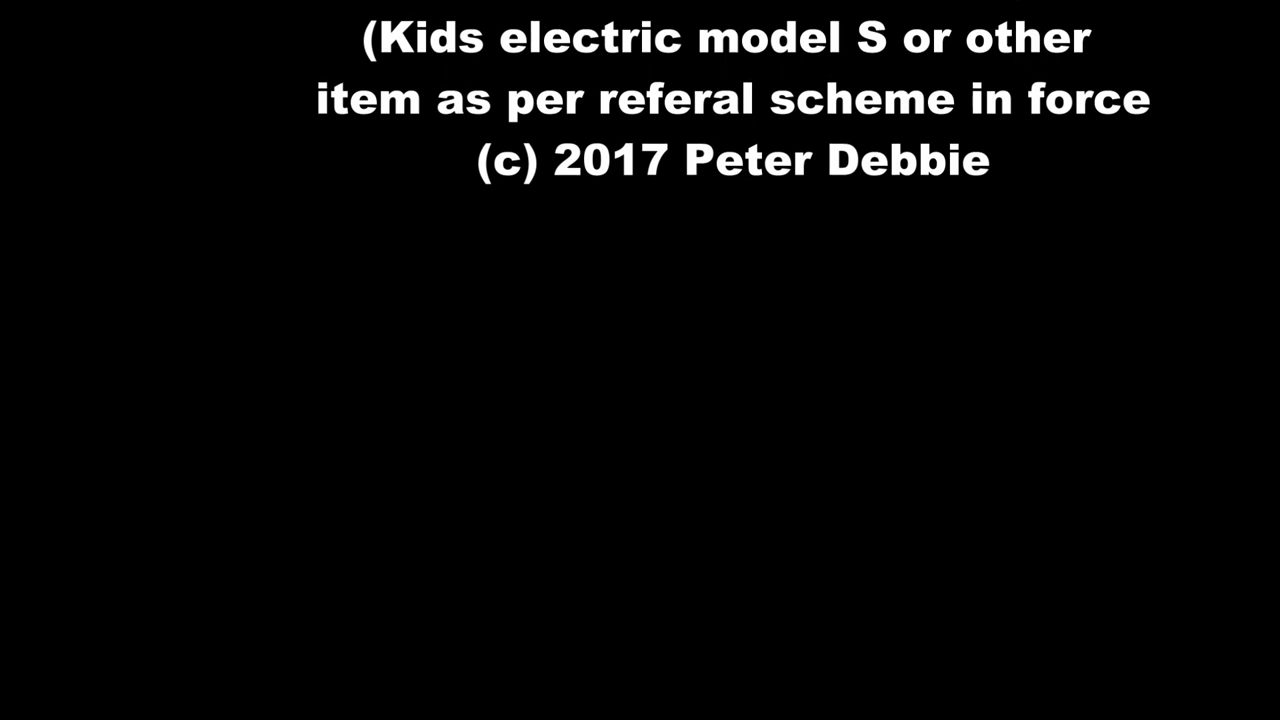 (Kids electric model S or other
item as per referal scheme in force
(c) 2017 Peter Debbie